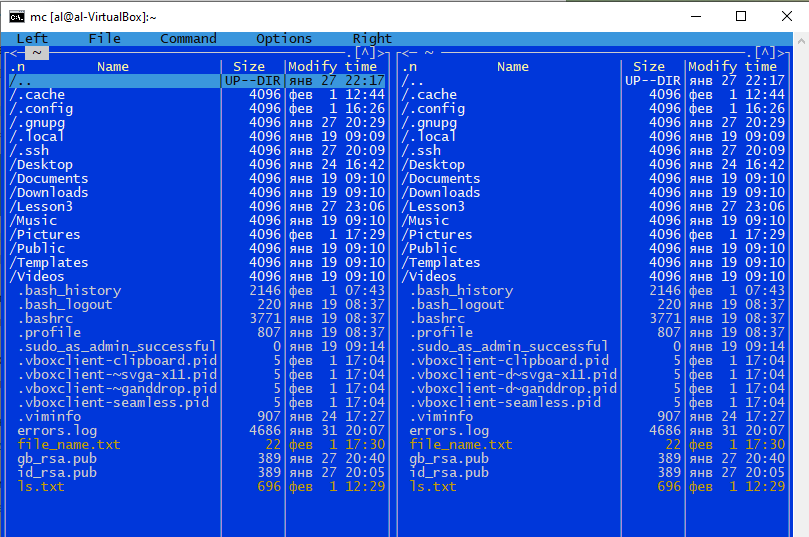 mc [al@al-VirtualBox]:~
Left File Command Options Right
<─ ~ .[^]> <─ ~ .[^]>
.n Name Size Modify time .n Name Size Modify time
/.. UP--DIR янв 27 22:17 /.. UP--DIR янв 27 22:17
/.cache 4096 фев 1 12:44 /.cache 4096 фев 1 12:44
/.config 4096 фев 1 16:26 /.config 4096 фев 1 16:26
/.gnupg 4096 янв 27 20:29 /.gnupg 4096 янв 27 20:29
/.local 4096 янв 19 09:09 /.local 4096 янв 19 09:09
/.ssh 4096 янв 27 20:09 /.ssh 4096 янв 27 20:09
/Desktop 4096 янв 24 16:42 /Desktop 4096 янв 24 16:42
/Documents 4096 янв 19 09:10 /Documents 4096 янв 19 09:10
/Downloads 4096 янв 19 09:10 /Downloads 4096 янв 19 09:10
/Lesson3 4096 янв 27 23:06 /Lesson3 4096 янв 27 23:06
/Music 4096 янв 19 09:10 /Music 4096 янв 19 09:10
/Pictures 4096 фев 1 17:29 /Pictures 4096 фев 1 17:29
/Public 4096 янв 19 09:10 /Public 4096 янв 19 09:10
/Templates 4096 янв 19 09:10 /Templates 4096 янв 19 09:10
/Videos 4096 янв 19 09:10 /Videos 4096 янв 19 09:10
.bash_history 2146 фев 1 07:43 .bash_history 2146 фев 1 07:43
.bash_logout 220 янв 19 08:37 .bash_logout 220 янв 19 08:37
.bashrc 3771 янв 19 08:37 .bashrc 3771 янв 19 08:37
.profile 807 янв 19 08:37 .profile 807 янв 19 08:37
.sudo_as_admin_successful 0 янв 19 09:14 .sudo_as_admin_successful 0 янв 19 09:14
.vboxclient-clipboard.pid 5 фев 1 17:04 .vboxclient-clipboard.pid 5 фев 1 17:04
.vboxclient-~svga-x11.pid 5 фев 1 17:04 .vboxclient-d~svga-x11.pid 5 фев 1 17:04
.vboxclient-~ganddrop.pid 5 фев 1 17:04 .vboxclient-d~ganddrop.pid 5 фев 1 17:04
.vboxclient-seamless.pid 5 фев 1 17:04 .vboxclient-seamless.pid 5 фев 1 17:04
.viminfo 907 янв 24 17:27 .viminfo 907 янв 24 17:27
errors.log 4686 янв 31 20:07 errors.log 4686 янв 31 20:07
file_name.txt 22 фев 1 17:30 file_name.txt 22 фев 1 17:30
gb_rsa.pub 389 янв 27 20:40 gb_rsa.pub 389 янв 27 20:40
id_rsa.pub 389 янв 27 20:05 id_rsa.pub 389 янв 27 20:05
ls.txt 696 фев 1 12:29 ls.txt 696 фев 1 12:29